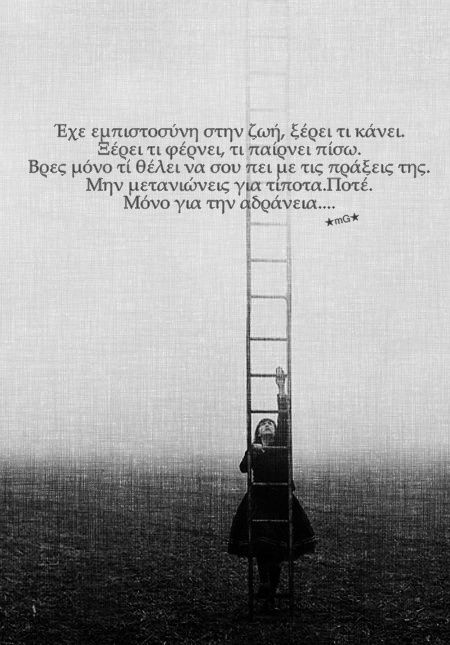 Έχε εμπιστοσύνη στην ζωή, ξέρει τι κάνει.
Ξέρει τι φέρνει, τι παίρνει πίσω.
Βρες μόνο τί θέλει να σου πει με τις πράξεις της.
Μην μετανιώνεις για τίποτα.Ποτέ.
Μόνο για την αδράνεια....
★mG★